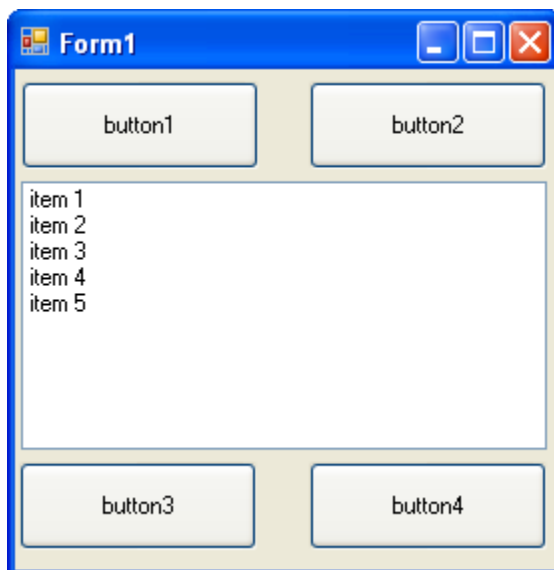 Form1
button1
button2
item 1
item 2
item 3
item 4
item 5
button3
button4